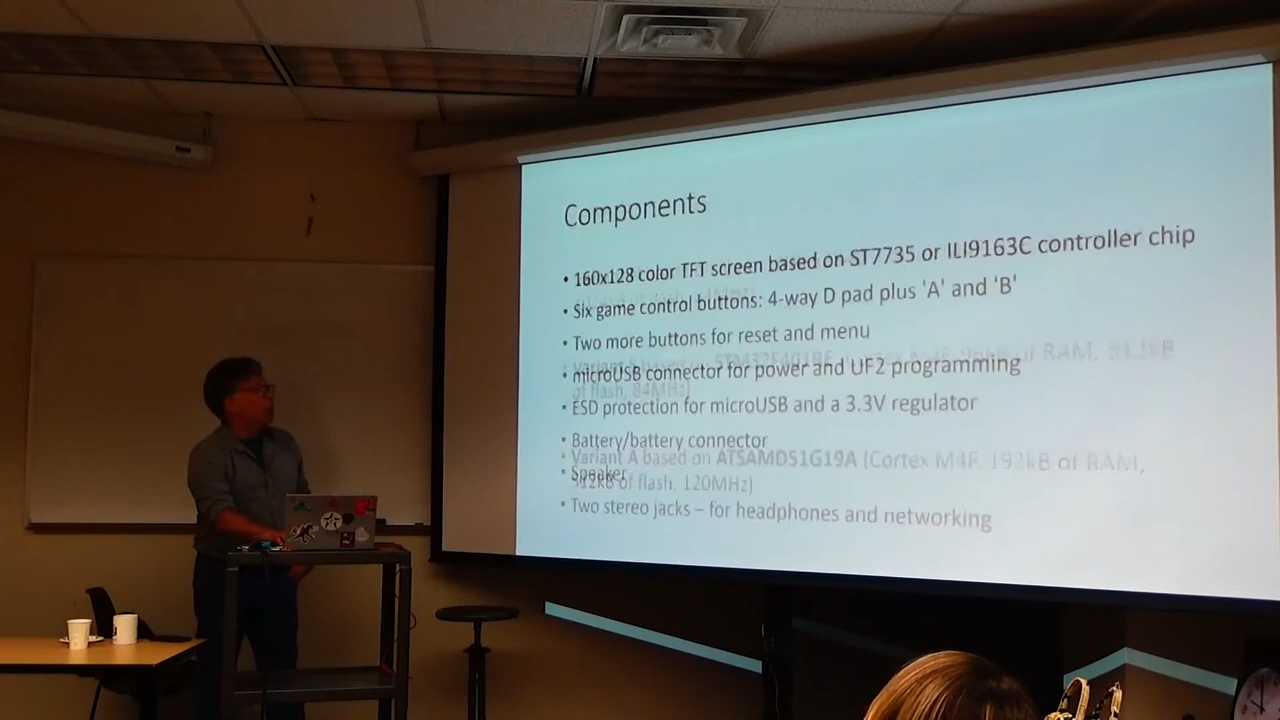 Components
• 160x128 color TFT screen based on ST7735 or ILI9163C controller chip
• Six game control buttons: 4-way D pad plus 'A' and 'B'
• Two more buttons for reset and menu
• microUSB connector for power and UF2 programming
of flash, 84MHz)
• ESD protection for microUSB and a 3.3V regulator
• Battery/battery connector
• Variant A based on ATSAMD51G19A (Cortex M4F, 192kB of RAM,
• Speaker
512kB of flash, 120MHz)
• Two stereo jacks – for headphones and networking